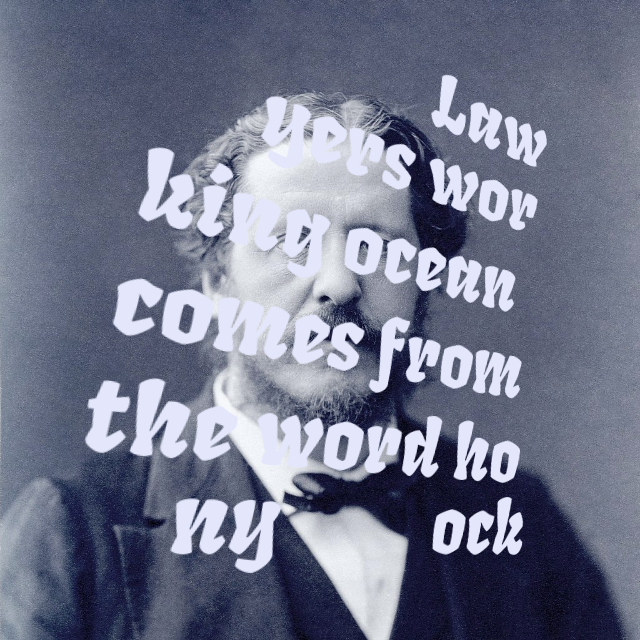 Law
yers wor
king ocean
comes from
the word ho
ny ock